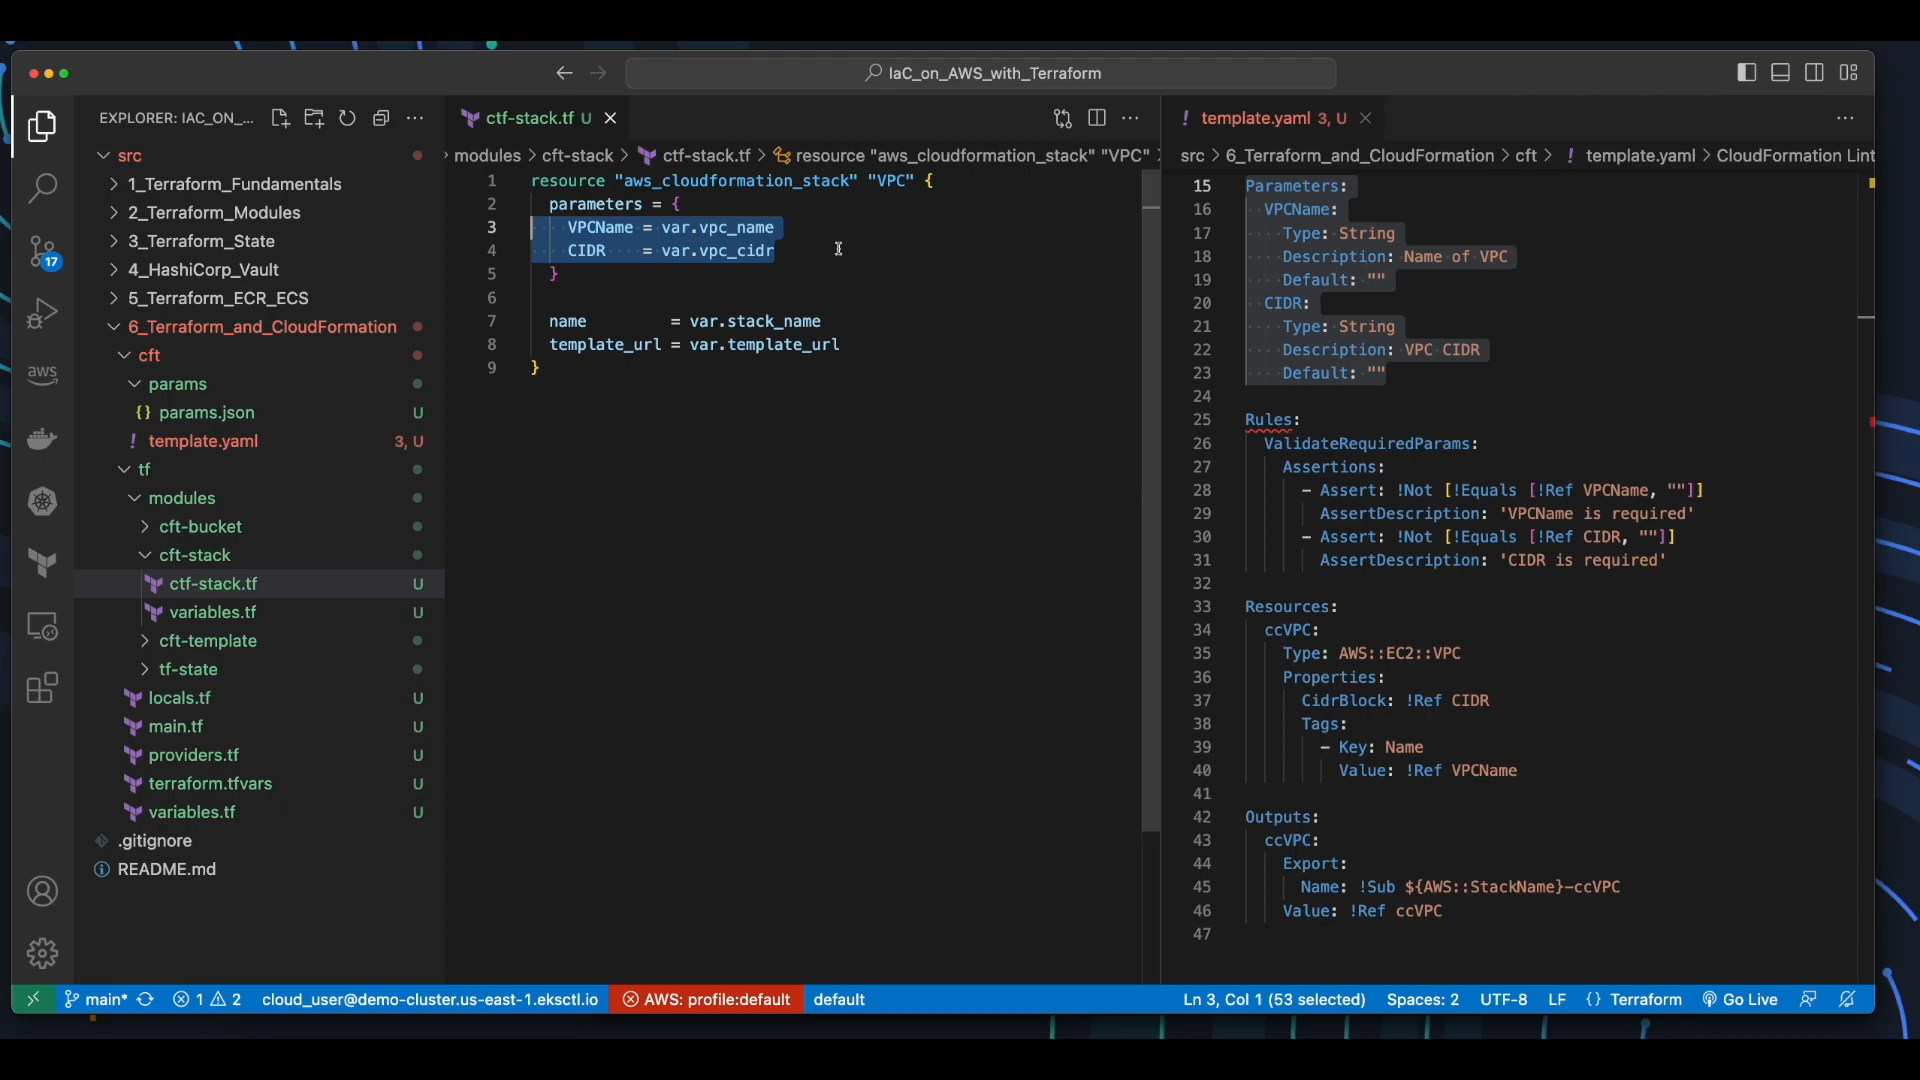 IaC_on_AWS_with_Terraform
EXPLORER: IAC_ON_...
src
1_Terraform_Fundamentals
2_Terraform_Modules
3_Terraform_State
4_HashiCorp_Vault
5_Terraform_ECR_ECS
6_Terraform_and_CloudFormation
cft
params
{} params.json U
! template.yaml 3, U
tf
modules
cft-bucket
cft-stack
ctf-stack.tf U
variables.tf U
cft-template
tf-state
locals.tf U
main.tf U
providers.tf U
terraform.tfvars U
variables.tf U
.gitignore
README.md
17
aws
ctf-stack.tf U
modules > cft-stack > ctf-stack.tf > resource "aws_cloudformation_stack" "VPC"
1 resource "aws_cloudformation_stack" "VPC" {
2 parameters = {
3 VPCName = var.vpc_name
4 CIDR = var.vpc_cidr
5 }
6
7 name = var.stack_name
8 template_url = var.template_url
9 }
! template.yaml 3, U
src > 6_Terraform_and_CloudFormation > cft > ! template.yaml > CloudFormation Lint
15 Parameters:
16 VPCName:
17 Type: String
18 Description: Name of VPC
19 Default: ""
20 CIDR:
21 Type: String
22 Description: VPC CIDR
23 Default: ""
24
25 Rules:
26 ValidateRequiredParams:
27 Assertions:
28 - Assert: !Not [!Equals [!Ref VPCName, ""]]
29 AssertDescription: 'VPCName is required'
30 - Assert: !Not [!Equals [!Ref CIDR, ""]]
31 AssertDescription: 'CIDR is required'
32
33 Resources:
34 ccVPC:
35 Type: AWS::EC2::VPC
36 Properties:
37 CidrBlock: !Ref CIDR
38 Tags:
39 - Key: Name
40 Value: !Ref VPCName
41
42 Outputs:
43 ccVPC:
44 Export:
45 Name: !Sub ${AWS::StackName}-ccVPC
46 Value: !Ref ccVPC
47
main* 1 2 cloud_user@demo-cluster.us-east-1.eksctl.io AWS: profile:default default Ln 3, Col 1 (53 selected) Spaces: 2 UTF-8 LF {} Terraform Go Live